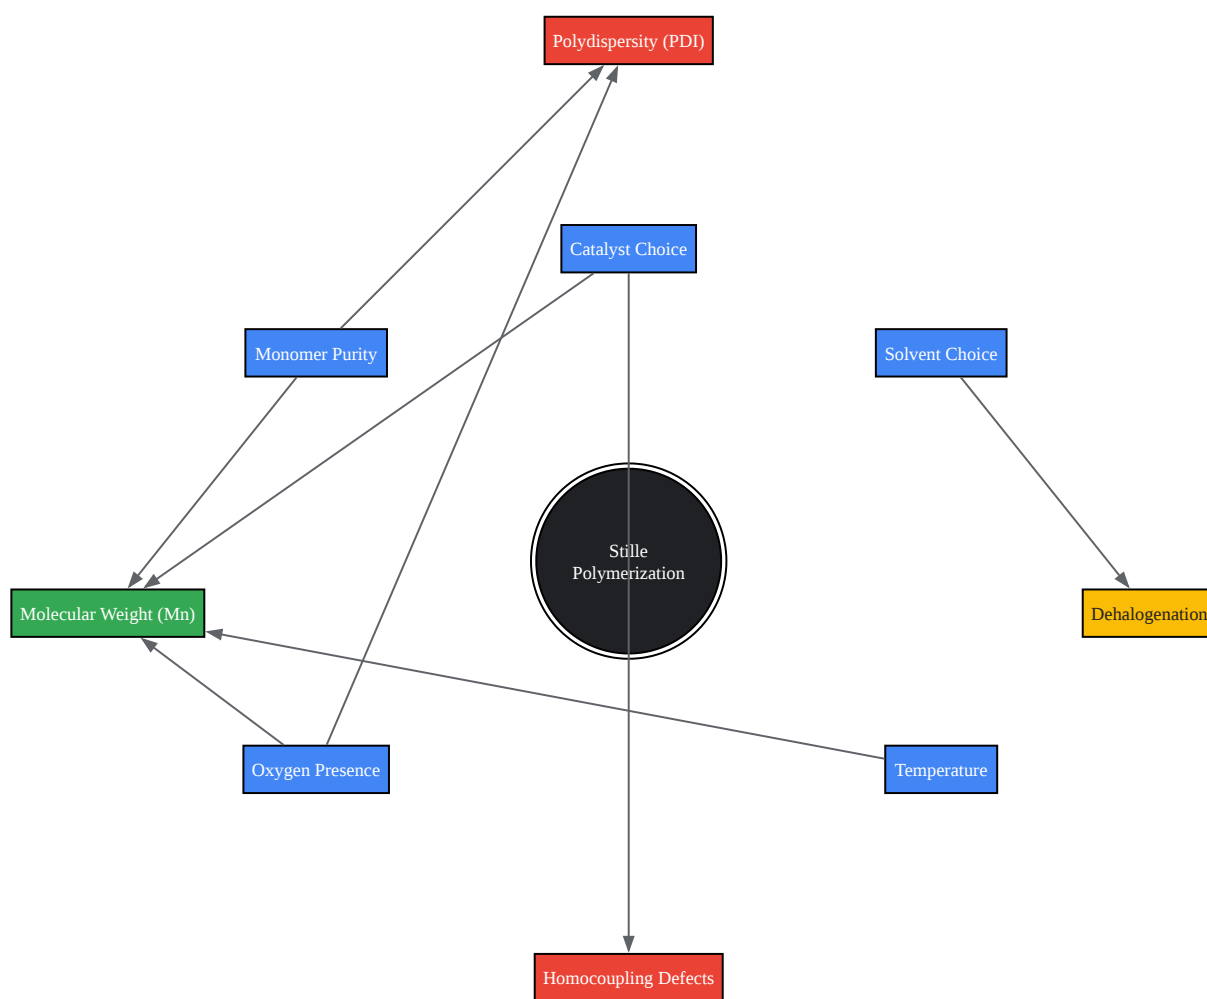 Polydispersity (PDI)
Catalyst Choice
Monomer Purity
Solvent Choice
Stille
Polymerization
Molecular Weight (Mn)
Dehalogenation
Oxygen Presence
Temperature
Homocoupling Defects